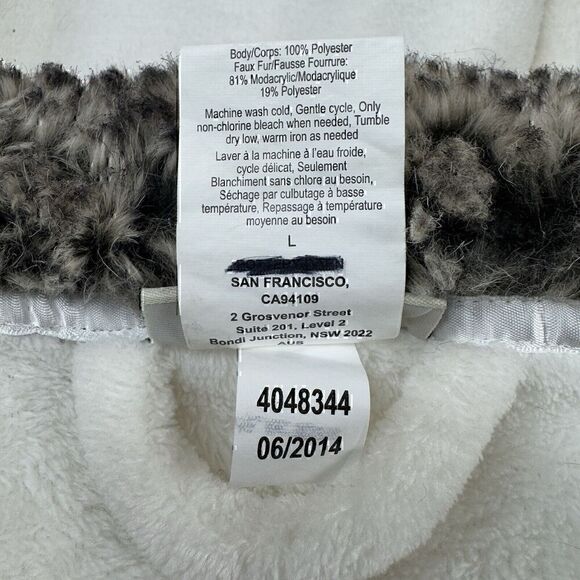 Body/Corps: 100% Polyester
Faux Fur/Fausse Fourrure:
81% Modacrylic/Modacrylique
19% Polyester
Machine wash cold, Gentle cycle, Only
non-chlorine bleach when needed, Tumble
dry low, warm iron as needed
Laver à la machine à l'eau froide,
cycle délicat, Seulement
Blanchiment sans chlore au besoin,
Séchage par culbutage à basse
température, Repassage à température
moyenne au besoin
L
SAN FRANCISCO,
CA94109
2 Grosvenor Street
Suite 201, Level 2
Bondi Junction, NSW 2022
AUS
4048344
06/2014